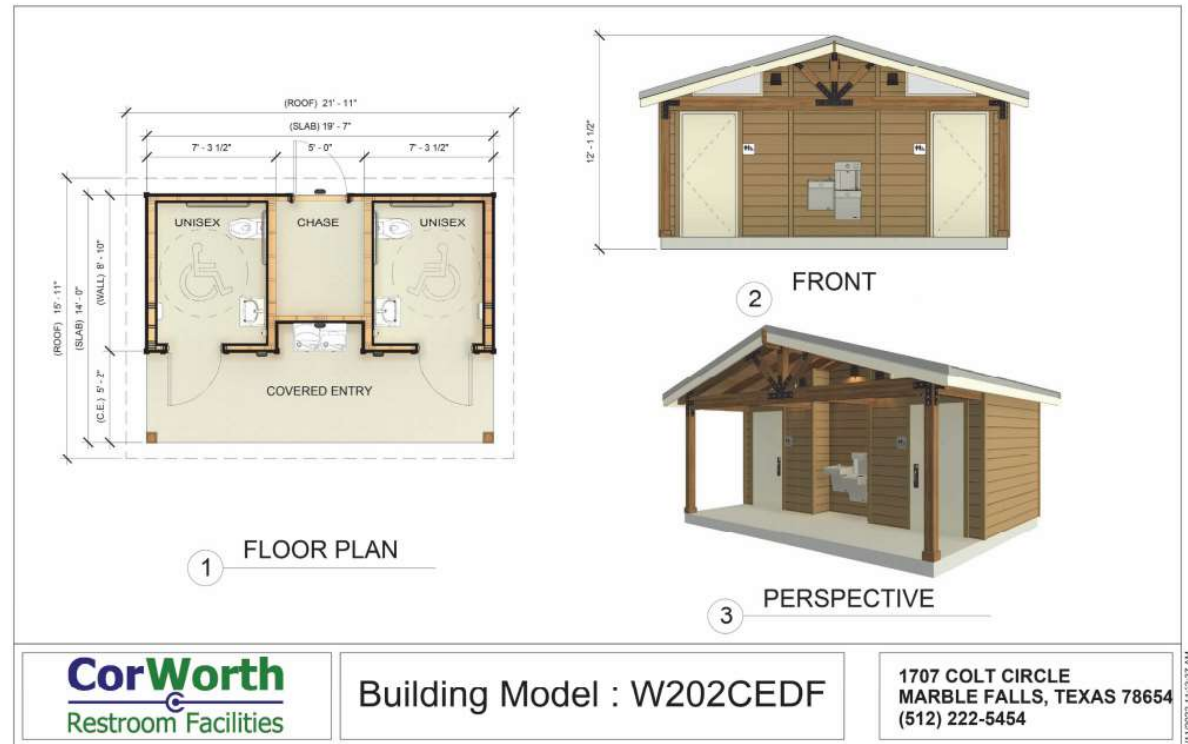 (ROOF) 21' - 11"
(SLAB) 19' - 7"
7' - 3 1/2"
5' - 0"
7' - 3 1/2"
(ROOF) 15' - 11"
(SLAB) 14' - 0"
(WALL) 8' - 10"
(C.E.) 5' - 2"
UNISEX
CHASE
UNISEX
COVERED ENTRY
1
FLOOR PLAN
12' - 1 1/2"
2
FRONT
3
PERSPECTIVE
CorWorth
Restroom Facilities
Building Model : W202CEDF
1707 COLT CIRCLE
MARBLE FALLS, TEXAS 78654
(512) 222-5454